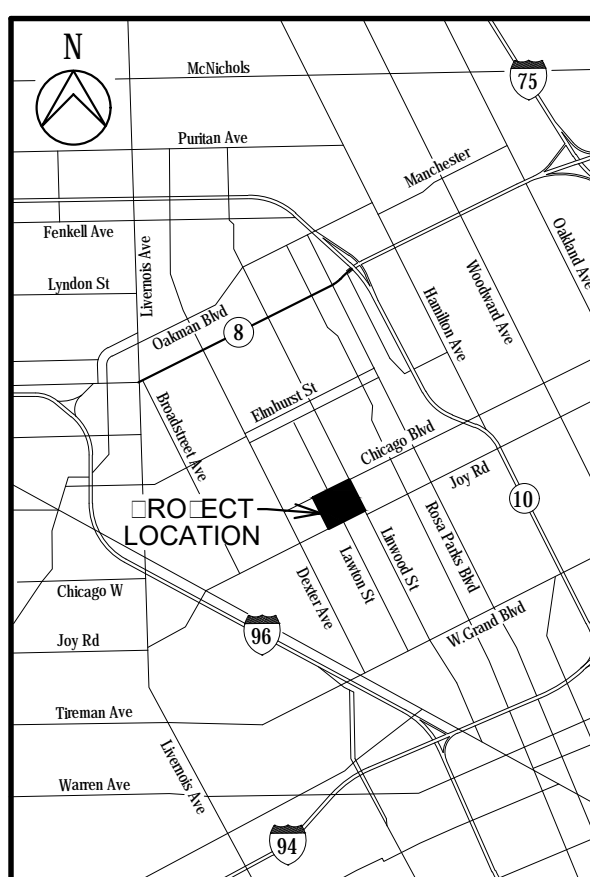 N
McNichols
75
Puritan Ave
Manchester
Fenkell Ave
Livernois Ave
Oakland Ave
Lyndon St
Woodward Ave
Hamilton Ave
Oakman Blvd
8
Elmhurst St
Broadstreet Ave
Chicago Blvd
Joy Rd
□RO□ECT
LOCATION
10
Rosa Parks Blvd
Linwood St
Lawton St
Dexter Ave
Chicago W
W.Grand Blvd
96
Joy Rd
Tireman Ave
Livernois Ave
Warren Ave
94